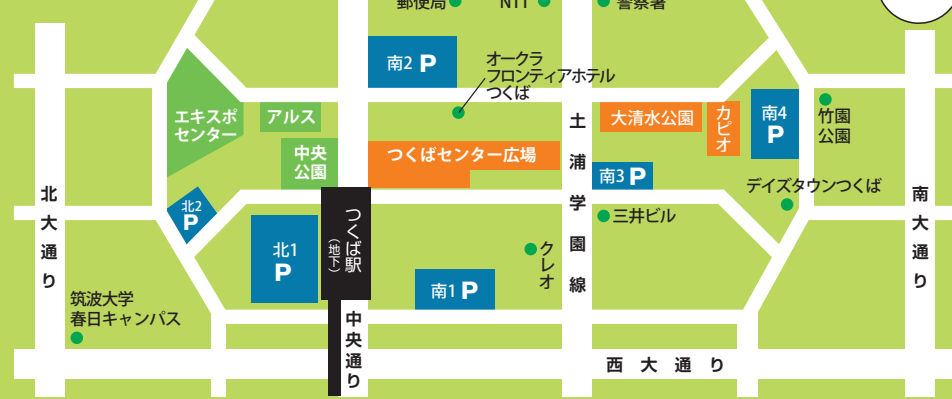 郵便局
NTT
警察署
南2 P
オークラ
フロンティアホテル
つくば
エキスポ
センター
アルス
中央
公園
つくばセンター広場
大清水公園
カピオ
南4
P
竹園
公園
土浦学園線
南3 P
デイズタウンつくば
北大通り
北2
P
つくば駅
(地下)
北1
P
三井ビル
クレオ
南大通り
南1 P
筑波大学
春日キャンパス
中央通り
西大通り